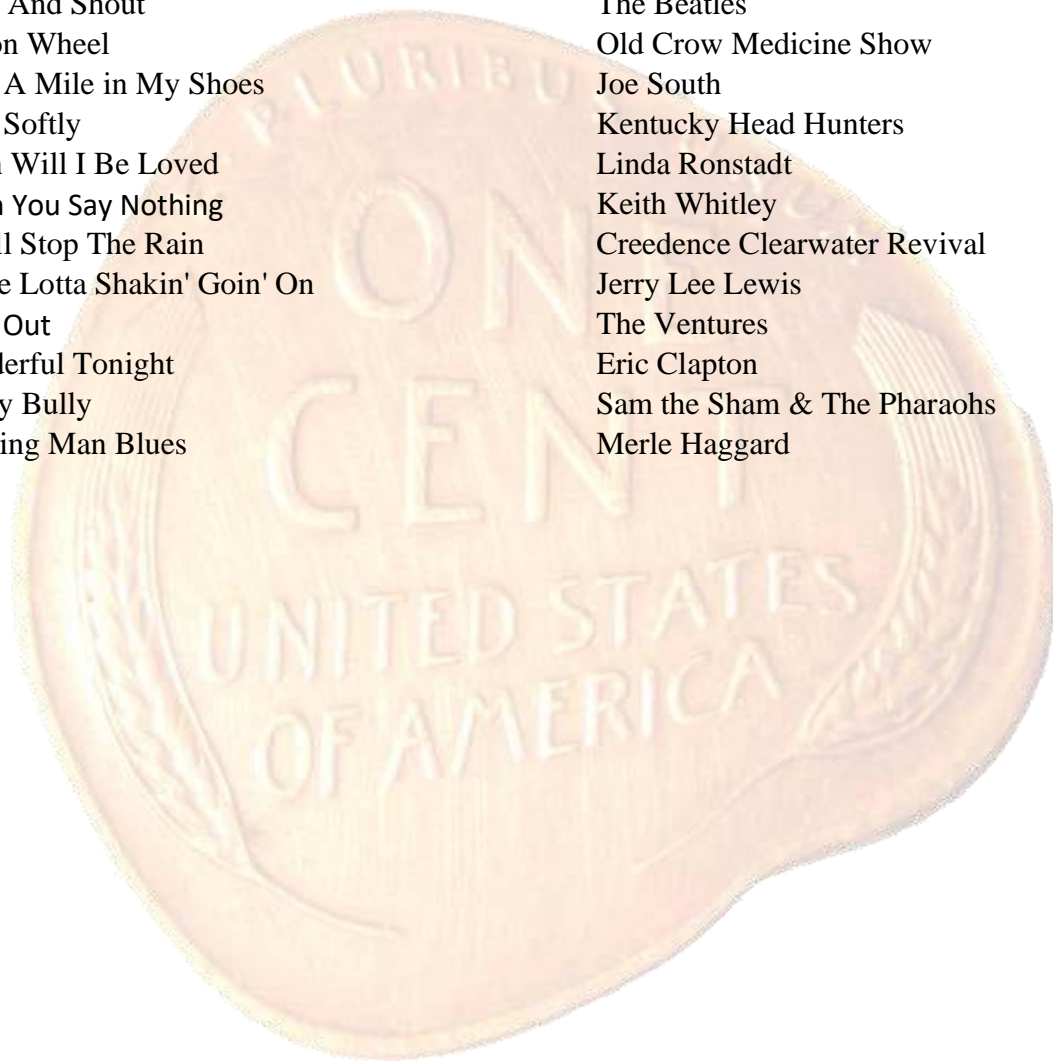 And Shout The Beatles
on Wheel Old Crow Medicine Show
A Mile in My Shoes Joe South
Softly Kentucky Head Hunters
Will I Be Loved Linda Ronstadt
You Say Nothing Keith Whitley
ll Stop The Rain Creedence Clearwater Revival
e Lotta Shakin' Goin' On Jerry Lee Lewis
Out The Ventures
derful Tonight Eric Clapton
y Bully Sam the Sham & The Pharaohs
ing Man Blues Merle Haggard
PLURIBUS
ONE
CENT
UNITED STATES
OF AMERICA